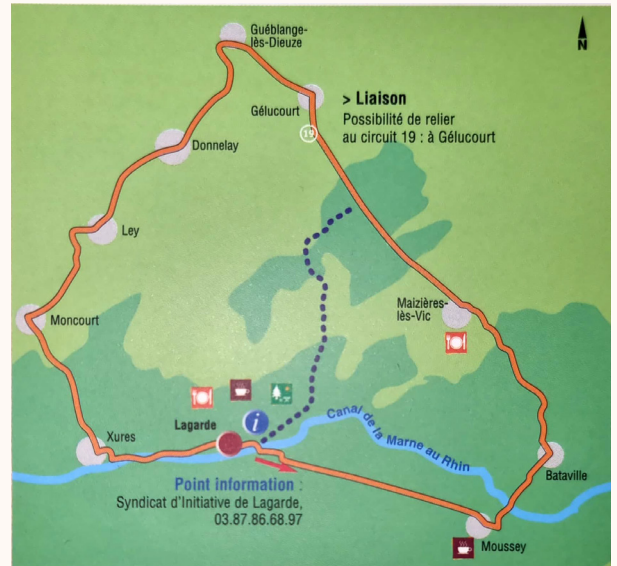 Guéblange-
lès-Dieuze
N
> Liaison
Possibilité de relier
au circuit 19 : à Gélucourt
Gélucourt
19
Donnelay
Ley
Maizières-
lès-Vic
Moncourt
Canal de la Marne au Rhin
Lagarde
i
Xures
Bataville
Point information :
Syndicat d'Initiative de Lagarde,
03.87.86.68.97
Moussey